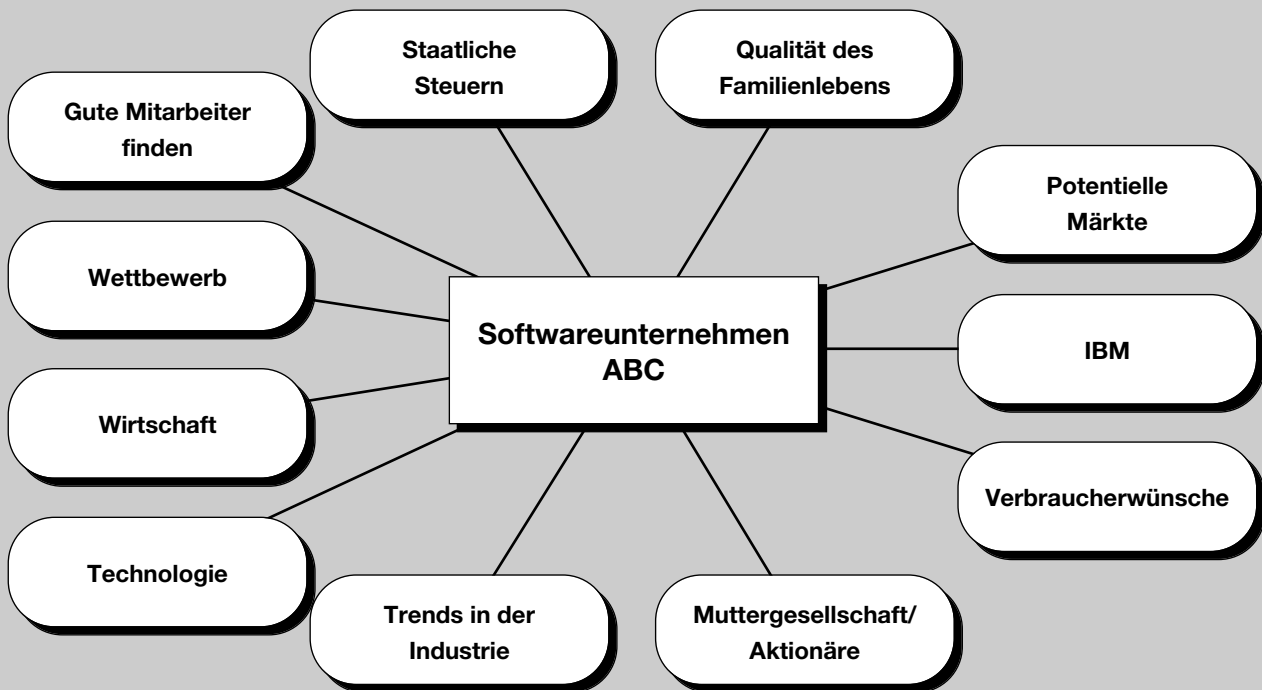 Staatliche
Steuern
Qualität des
Familienlebens
Gute Mitarbeiter
finden
Potentielle
Märkte
Wettbewerb
Softwareunternehmen
ABC
IBM
Wirtschaft
Verbraucherwünsche
Technologie
Trends in der
Industrie
Muttergesellschaft/
Aktionäre